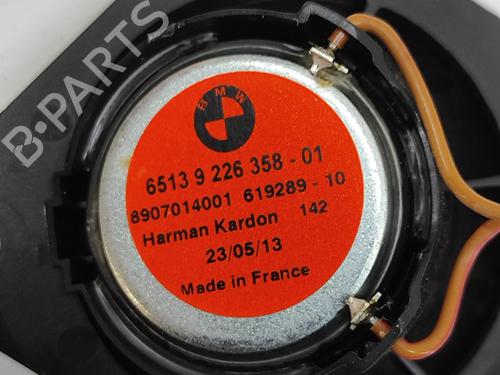 B-PARTS
BMW
6513 9 226 358 - 01
8907014001 619289 - 10
Harman Kardon 142
23/05/13
Made in France